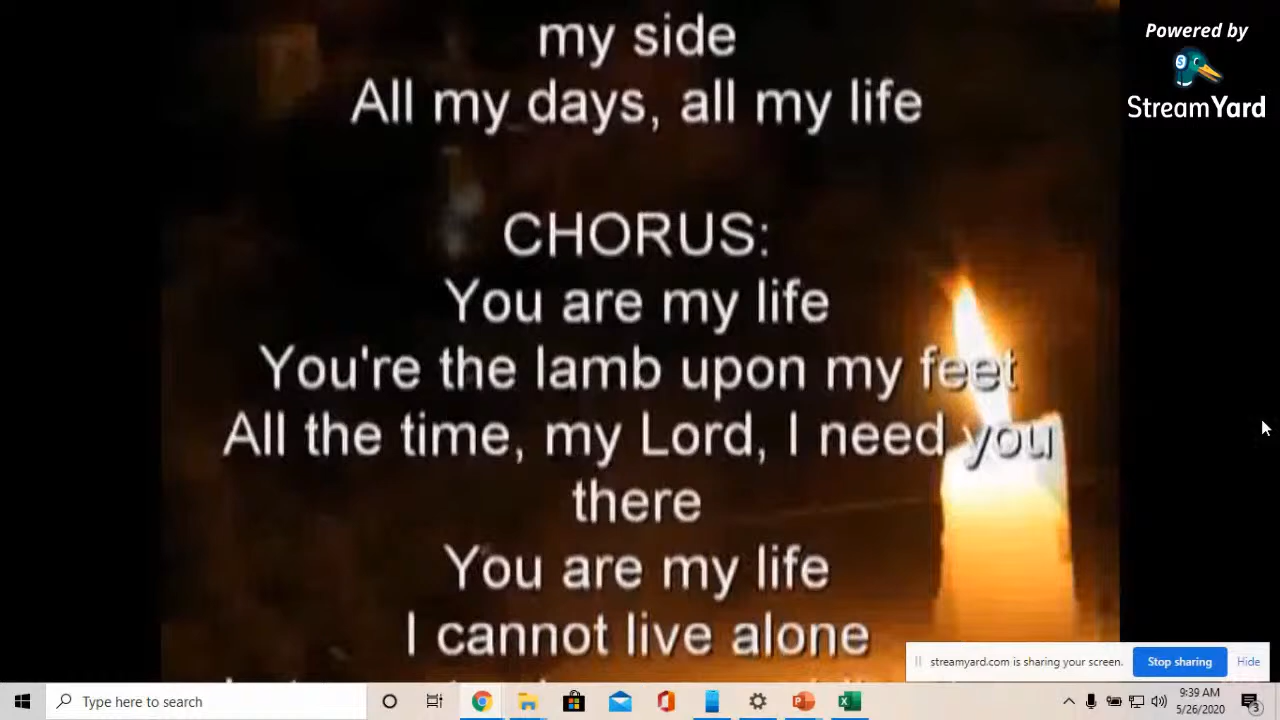 my side
All my days, all my life
CHORUS:
You are my life
You're the lamb upon my feet
All the time, my Lord, I need you
there
You are my life
I cannot live alone
Powered by
S
StreamYard
streamyard.com is sharing your screen.
Stop sharing
Hide
Type here to search
9:39 AM
5/26/2020
3